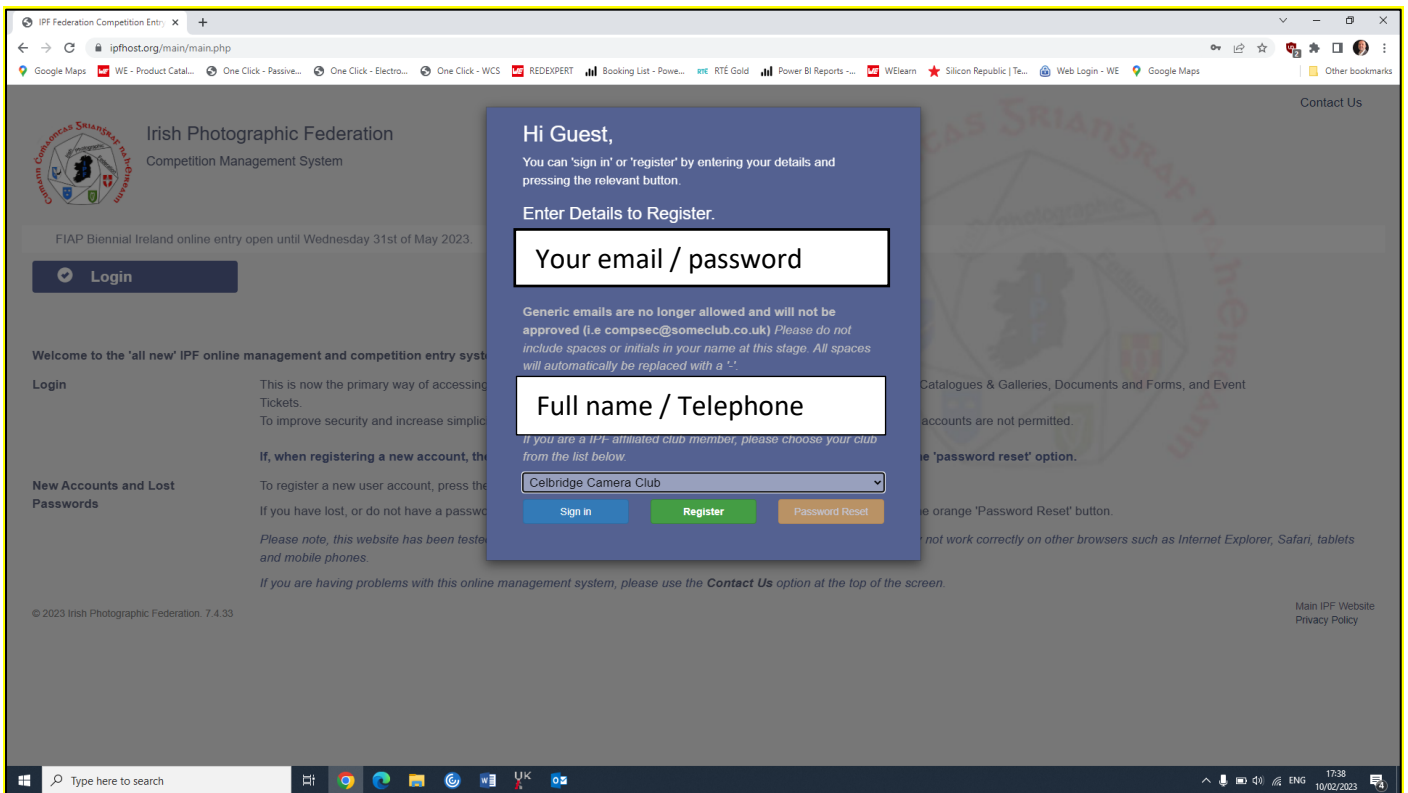 IPF Federation Competition Entry
ipfhost.org/main/main.php
Google Maps WE - Product Catal... One Click - Passive... One Click - Electro... One Click - WCS REDEXPERT Booking List - Powe... RTÉ Gold Power BI Reports -... WElearn Silicon Republic | Te... Web Login - WE Google Maps Other bookmarks
Contact Us
Irish Photographic Federation
Competition Management System
FIAP Biennial Ireland online entry open until Wednesday 31st of May 2023.
Login
Hi Guest,
You can 'sign in' or 'register' by entering your details and
pressing the relevant button.
Enter Details to Register.
Your email / password
Generic emails are no longer allowed and will not be
approved (i.e compsec@someclub.co.uk) Please do not
include spaces or initials in your name at this stage. All spaces
will automatically be replaced with a '-'.
Full name / Telephone
If you are a IPF affiliated club member, please choose your club
from the list below.
Celbridge Camera Club
Sign in Register Password Reset
Welcome to the 'all new' IPF online management and competition entry syst
Login
This is now the primary way of accessing Catalogues & Galleries, Documents and Forms, and Event
Tickets.
To improve security and increase simplic accounts are not permitted.
If, when registering a new account, the e 'password reset' option.
New Accounts and Lost
Passwords
To register a new user account, press the
If you have lost, or do not have a passwo e orange 'Password Reset' button.
Please note, this website has been teste not work correctly on other browsers such as Internet Explorer, Safari, tablets
and mobile phones.
If you are having problems with this online management system, please use the Contact Us option at the top of the screen.
© 2023 Irish Photographic Federation. 7.4.33
Main IPF Website
Privacy Policy
Type here to search
UK
ENG
17:38
10/02/2023